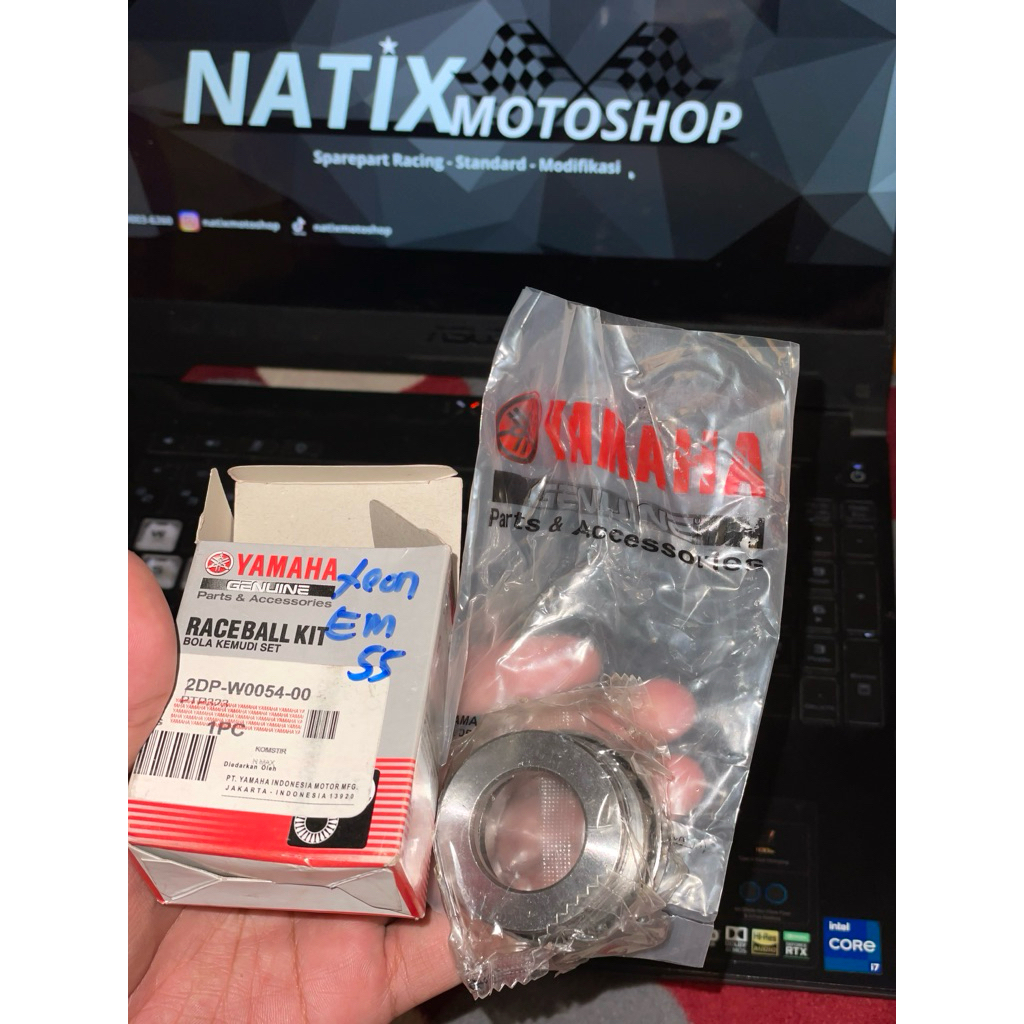 NATIX MOTOSHOP
Sparepart Racing - Standard - Modifikasi
natixmotoshop
natixmotoshop
YAMAHA
GENUINE
Parts & Accessories
YAMAHA
GENUINE
Parts & Accessories
Xeon
Em
55
RACEBALL KIT
BOLA KEMUDI SET
2DP-W0054-00
1PC
KOMSTIR
N MAX
Diedarkan Oleh
PT. YAMAHA INDONESIA MOTOR MFG.
JAKARTA - INDONESIA 13920
intel
CORE
i7
RTX